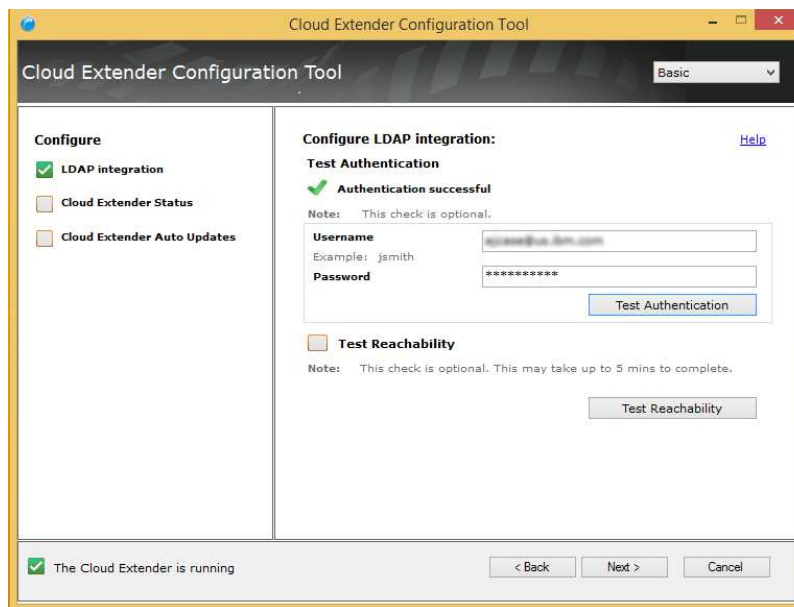 Cloud Extender Configuration Tool
Cloud Extender Configuration Tool
Basic
Configure
LDAP integration
Cloud Extender Status
Cloud Extender Auto Updates
Configure LDAP integration:
Help
Test Authentication
Authentication successful
Note: This check is optional.
Username
Example: jsmith
Password
**********
Test Authentication
Test Reachability
Note: This check is optional. This may take up to 5 mins to complete.
Test Reachability
The Cloud Extender is running
< Back
Next >
Cancel